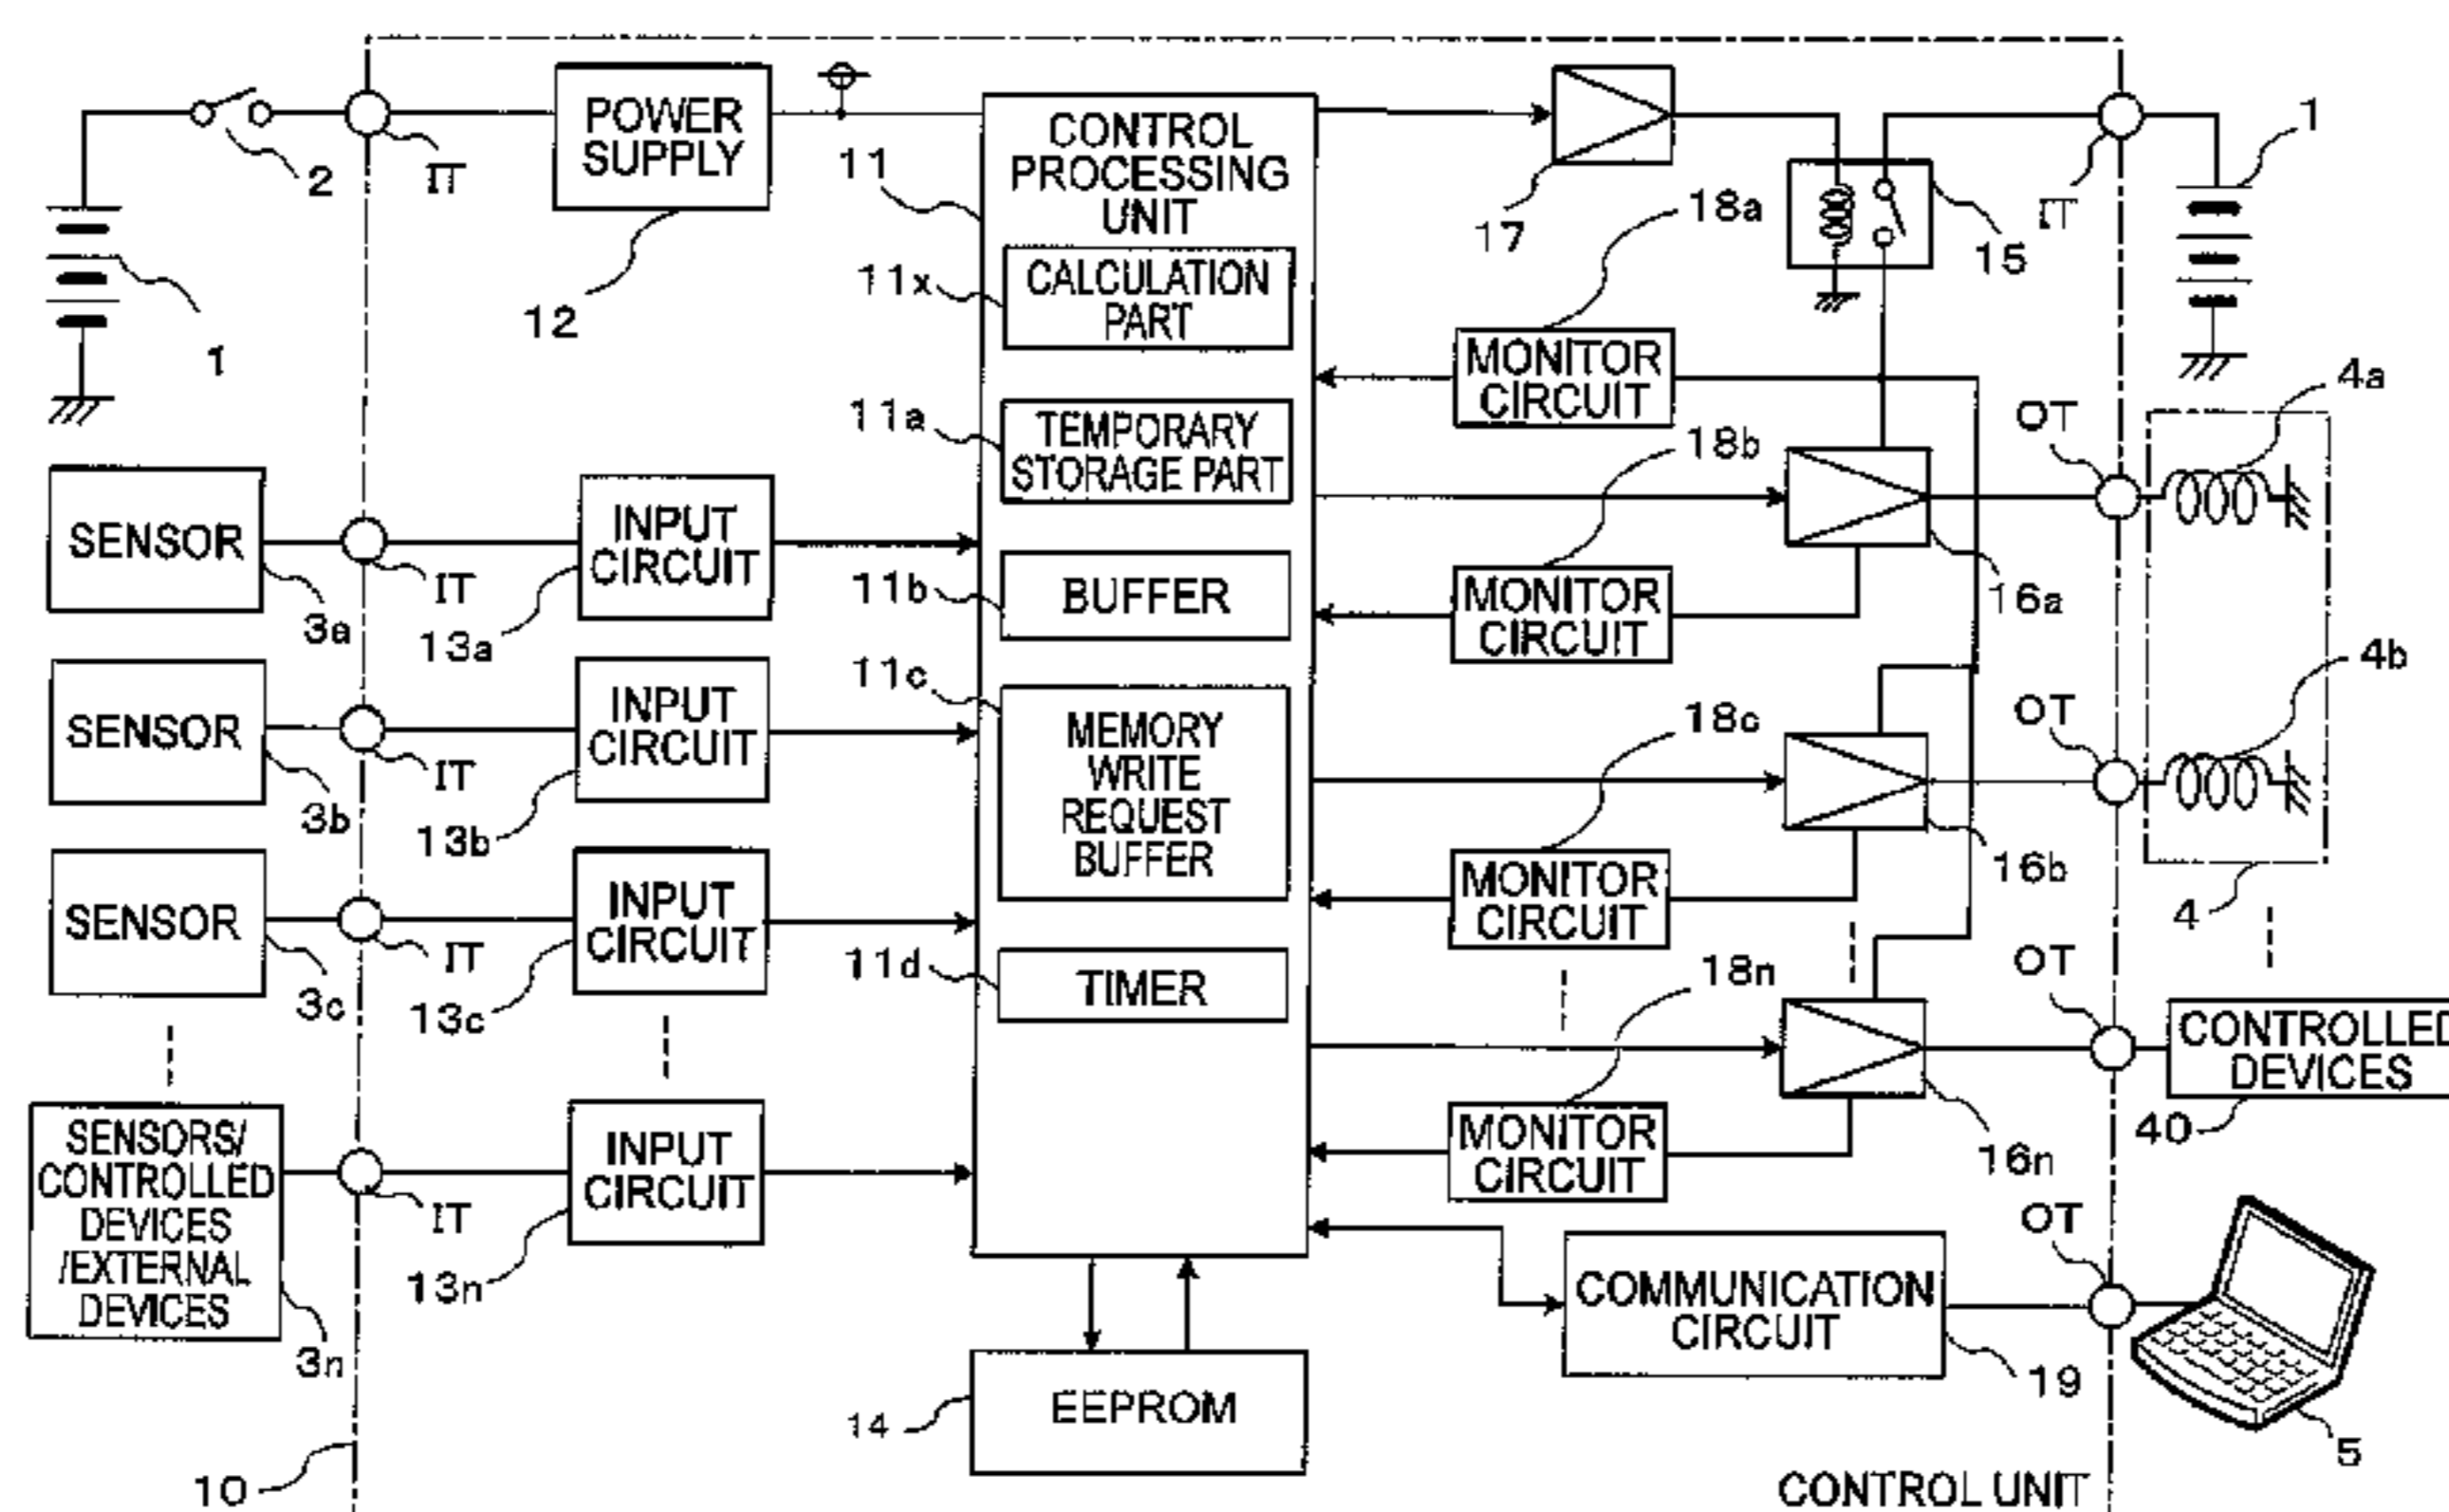 POWER
SUPPLY
2
IT
12
1
CONTROL
PROCESSING
UNIT
11
CALCULATION
PART
11x
TEMPORARY
STORAGE PART
11a
BUFFER
11b
MEMORY
WRITE
REQUEST
BUFFER
11c
TIMER
11d
17
15
IT
1
SENSOR
3a
IT
INPUT
CIRCUIT
13a
SENSOR
3b
IT
INPUT
CIRCUIT
13b
SENSOR
3c
IT
INPUT
CIRCUIT
13c
SENSORS/
CONTROLLED
DEVICES
/EXTERNAL
DEVICES
3n
IT
INPUT
CIRCUIT
13n
18a
MONITOR
CIRCUIT
18b
MONITOR
CIRCUIT
18c
MONITOR
CIRCUIT
18n
MONITOR
CIRCUIT
16a
16b
16n
OT
4a
OT
4b
4
OT
CONTROLLED
DEVICES
40
OT
COMMUNICATION
CIRCUIT
19
5
EEPROM
14
10
CONTROL UNIT